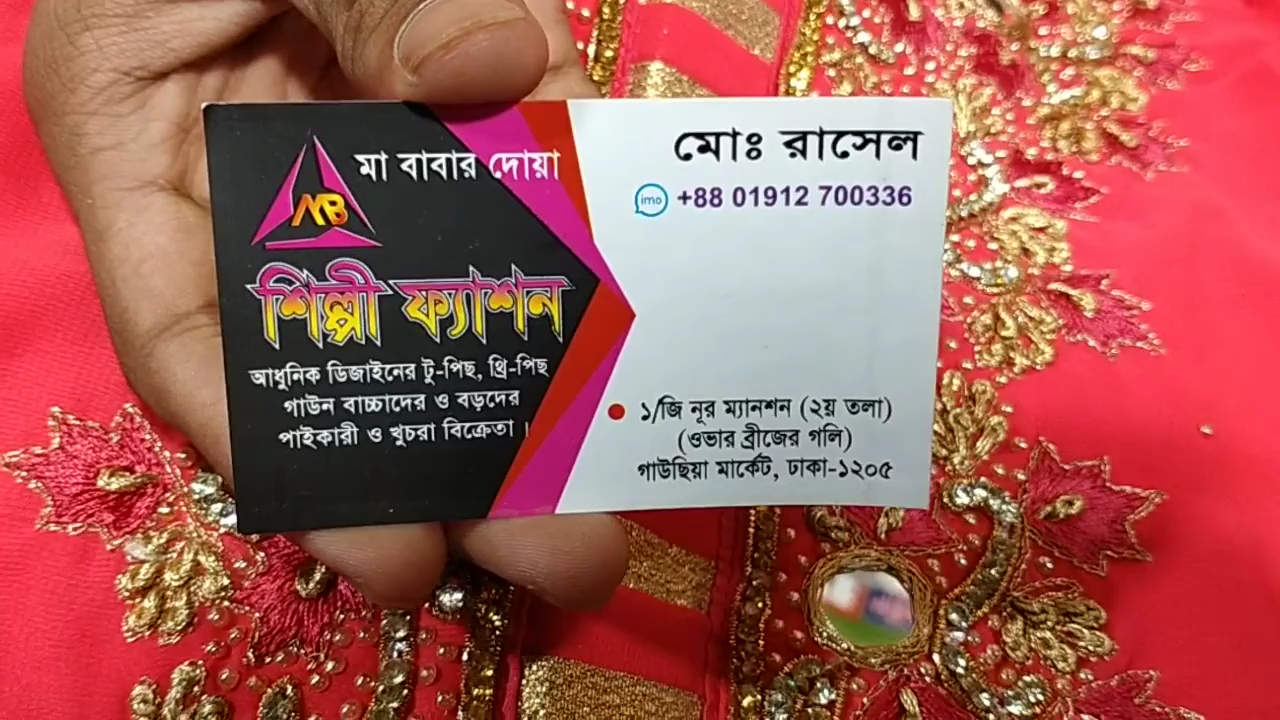 মা বাবার দোয়া
MB
শিল্পী ফ্যাশন
আধুনিক ডিজাইনের টু-পিছ, থ্রি-পিছ
গাউন বাচ্চাদের ও বড়দের
পাইকারী ও খুচরা বিক্রেতা।
মোঃ রাসেল
imo +88 01912 700336
১/জি নূর ম্যানশন (২য় তলা)
(ওভার ব্রীজের গলি)
গাউছিয়া মার্কেট, ঢাকা-১২০৫